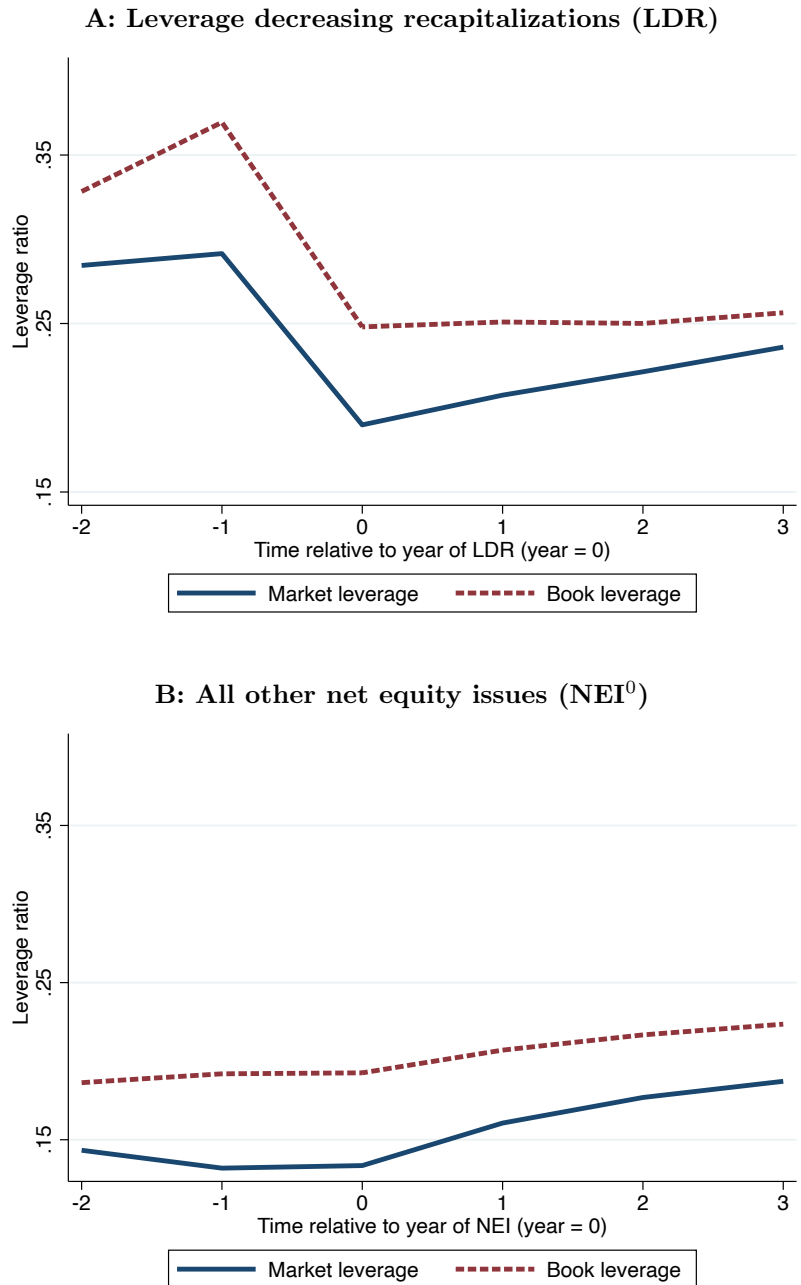 A: Leverage decreasing recapitalizations (LDR)
Leverage ratio
.35
.25
.15
-2 -1 0 1 2 3
Time relative to year of LDR (year = 0)
Market leverage Book leverage
B: All other net equity issues (NEI⁰)
Leverage ratio
.35
.25
.15
-2 -1 0 1 2 3
Time relative to year of NEI (year = 0)
Market leverage Book leverage